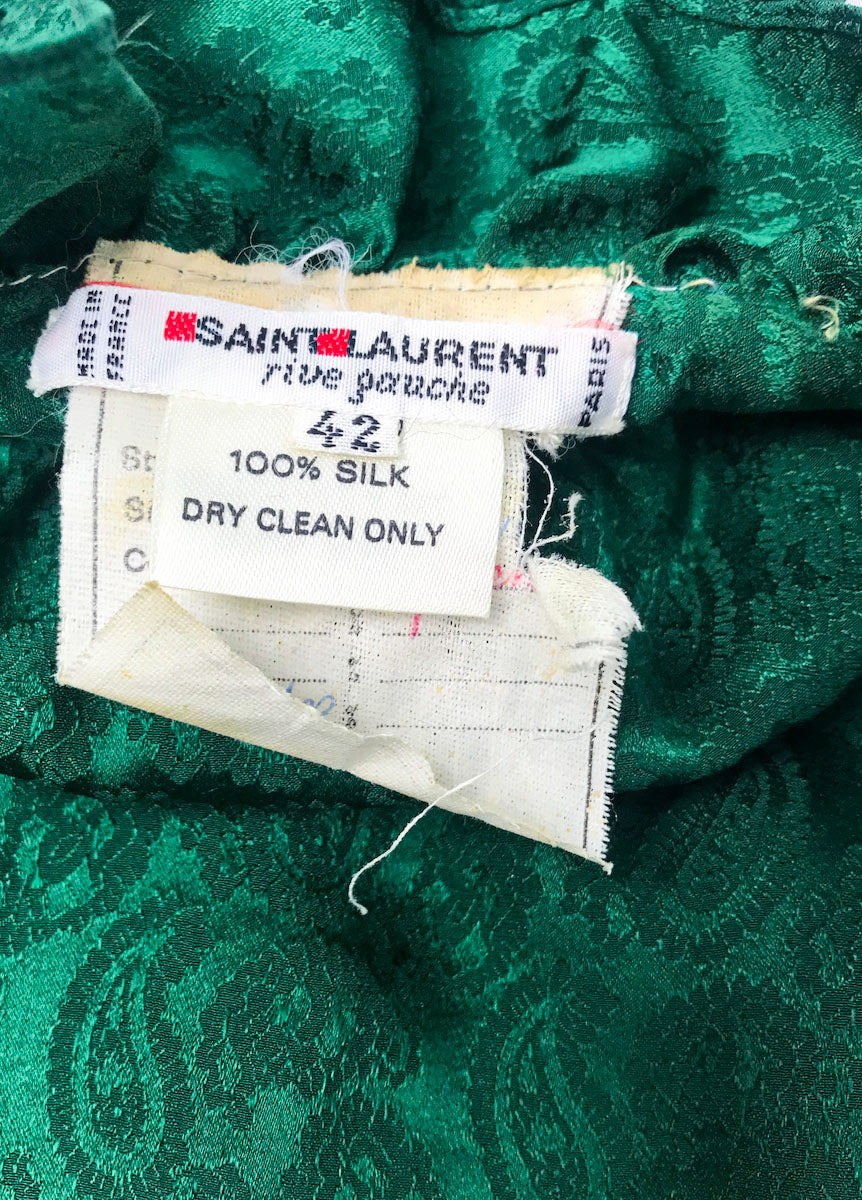 MADE IN
FRANCE
SAINT LAURENT
rive gauche
PARIS
42
100% SILK
DRY CLEAN ONLY